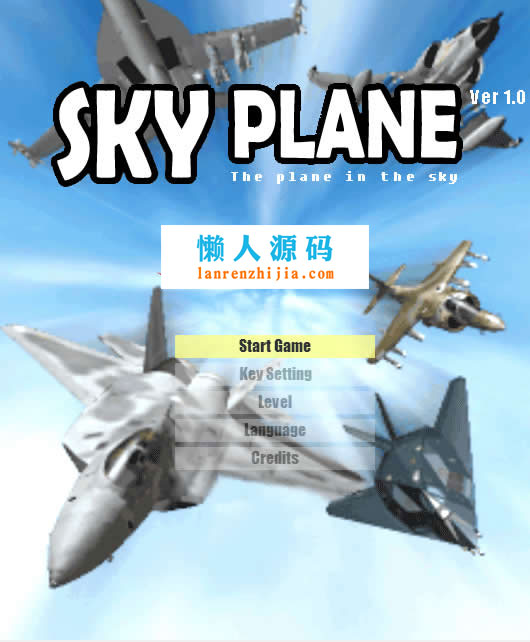 SKY PLANE
Ver 1.0
The plane in the sky
懒人源码
lanrenzhijia.com
Start Game
Key Setting
Level
Language
Credits